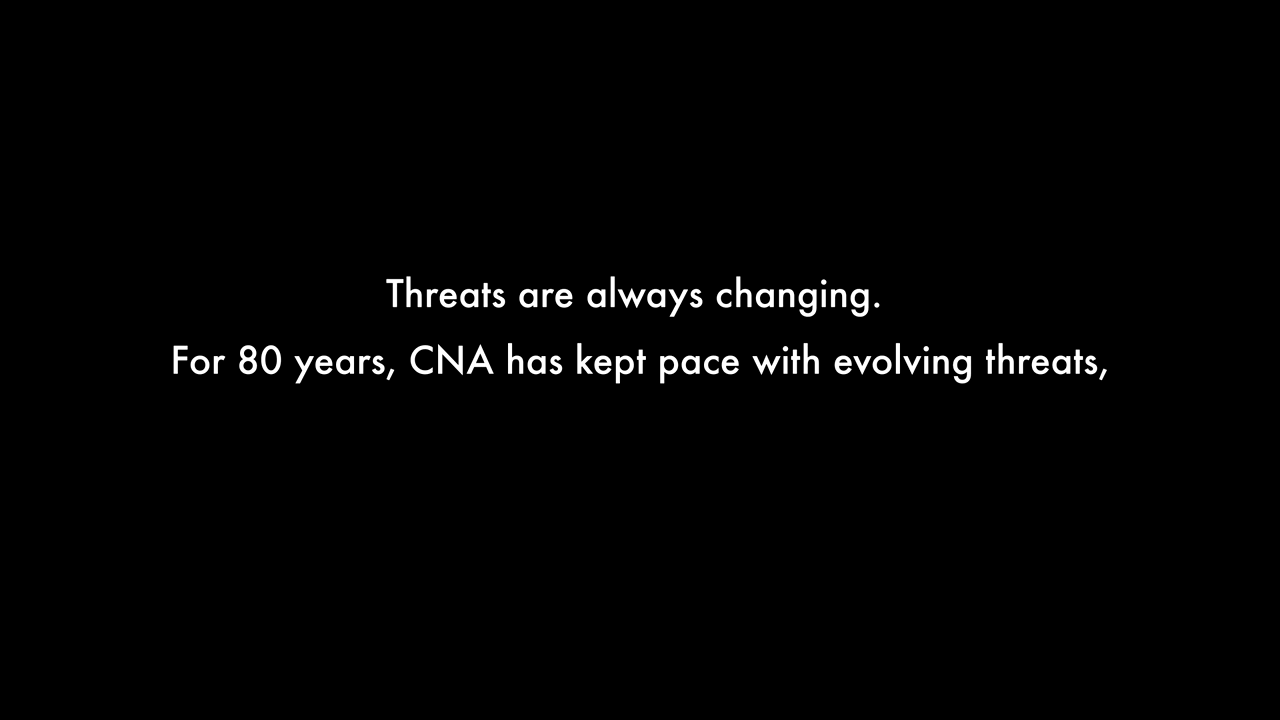 Threats are always changing.
For 80 years, CNA has kept pace with evolving threats,